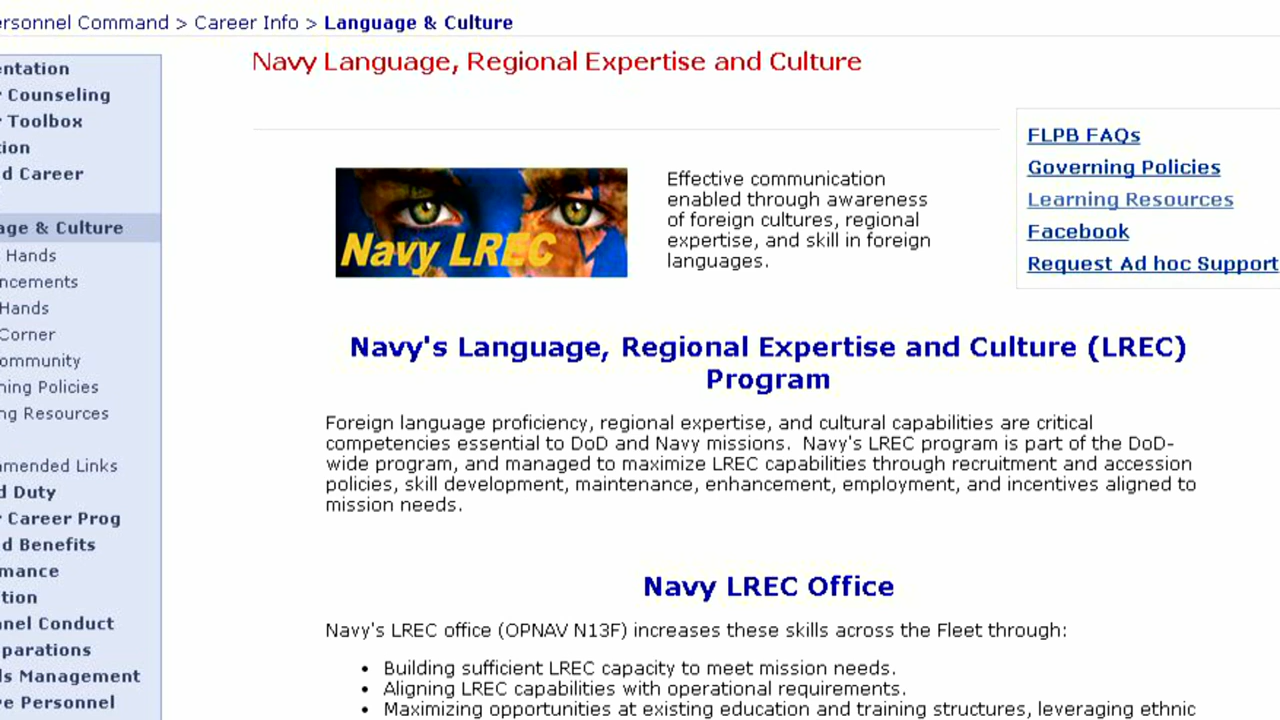 ersonnel Command > Career Info > Language & Culture
entation
Counseling
Toolbox
ion
d Career
age & Culture
Hands
ncements
Hands
Corner
ommunity
ning Policies
ng Resources
mmended Links
d Duty
Career Prog
d Benefits
mance
tion
nel Conduct
parations
ds Management
ve Personnel
Navy Language, Regional Expertise and Culture
Navy LREC
Effective communication
enabled through awareness
of foreign cultures, regional
expertise, and skill in foreign
languages.
FLPB FAQs
Governing Policies
Learning Resources
Facebook
Request Ad hoc Support
Navy's Language, Regional Expertise and Culture (LREC)
Program
Foreign language proficiency, regional expertise, and cultural capabilities are critical
competencies essential to DoD and Navy missions. Navy's LREC program is part of the DoD-
wide program, and managed to maximize LREC capabilities through recruitment and accession
policies, skill development, maintenance, enhancement, employment, and incentives aligned to
mission needs.
Navy LREC Office
Navy's LREC office (OPNAV N13F) increases these skills across the Fleet through:
• Building sufficient LREC capacity to meet mission needs.
• Aligning LREC capabilities with operational requirements.
• Maximizing opportunities at existing education and training structures, leveraging ethnic